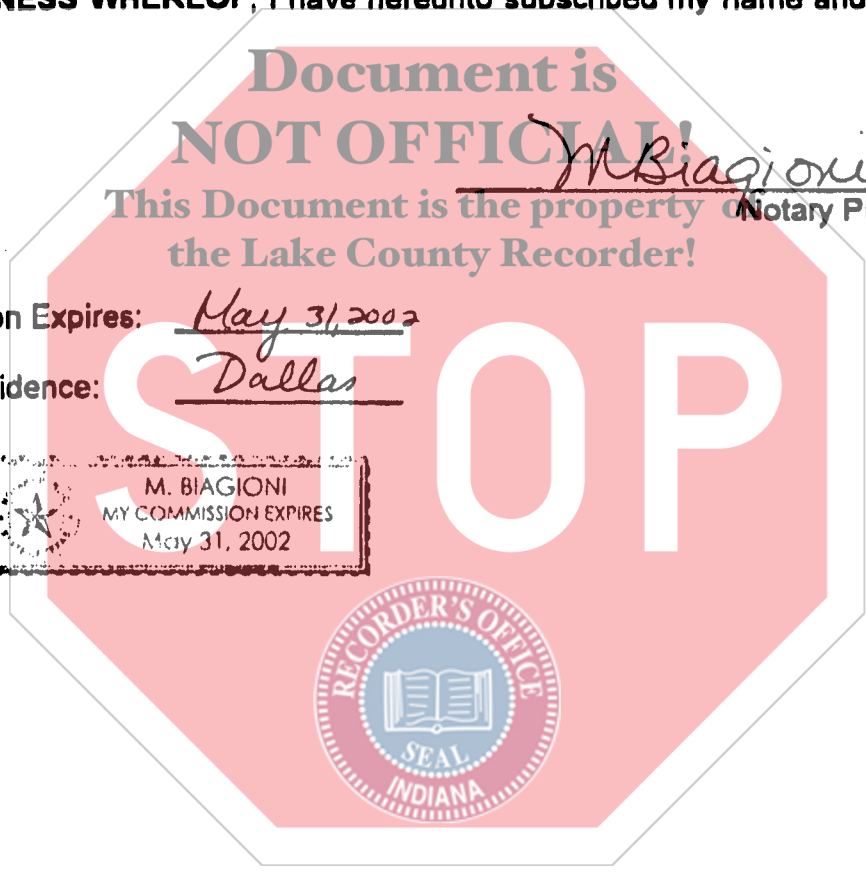 NESS WHEREOF, I have hereunto subscribed my name and
Document is
NOT OFFICIAL!
M Biagioni
This Document is the property of
Notary P
the Lake County Recorder!
on Expires: May 31, 2002
idence: Dallas
STOP
M. BIAGIONI
MY COMMISSION EXPIRES
May 31, 2002
RECORDER'S OFFICE
SEAL
INDIANA